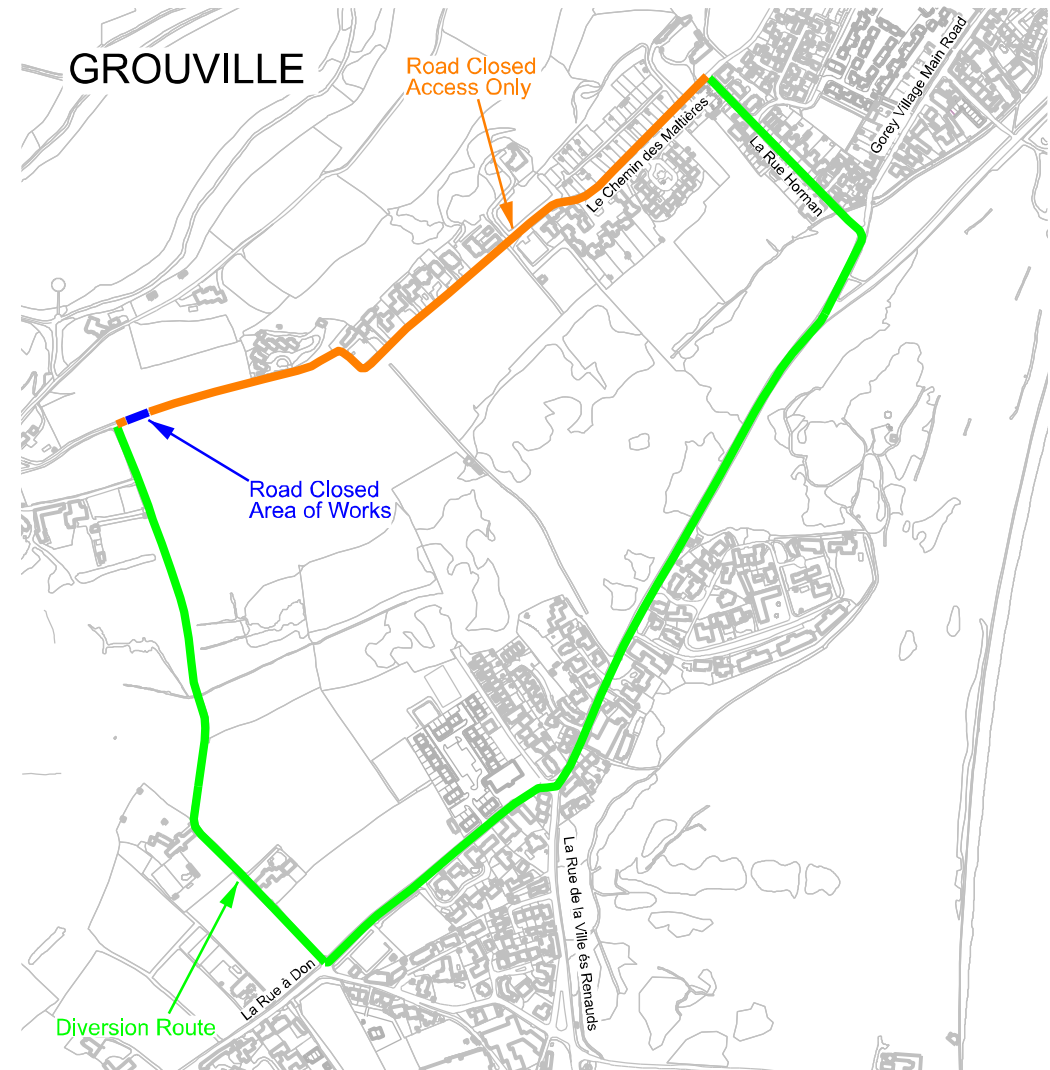 GROUVILLE
Road Closed
Access Only
Gorey Village Main Road
Le Chemin des Maltières
La Rue Horman
Road Closed
Area of Works
La Rue de la Ville és Renauds
La Rue à Don
Diversion Route